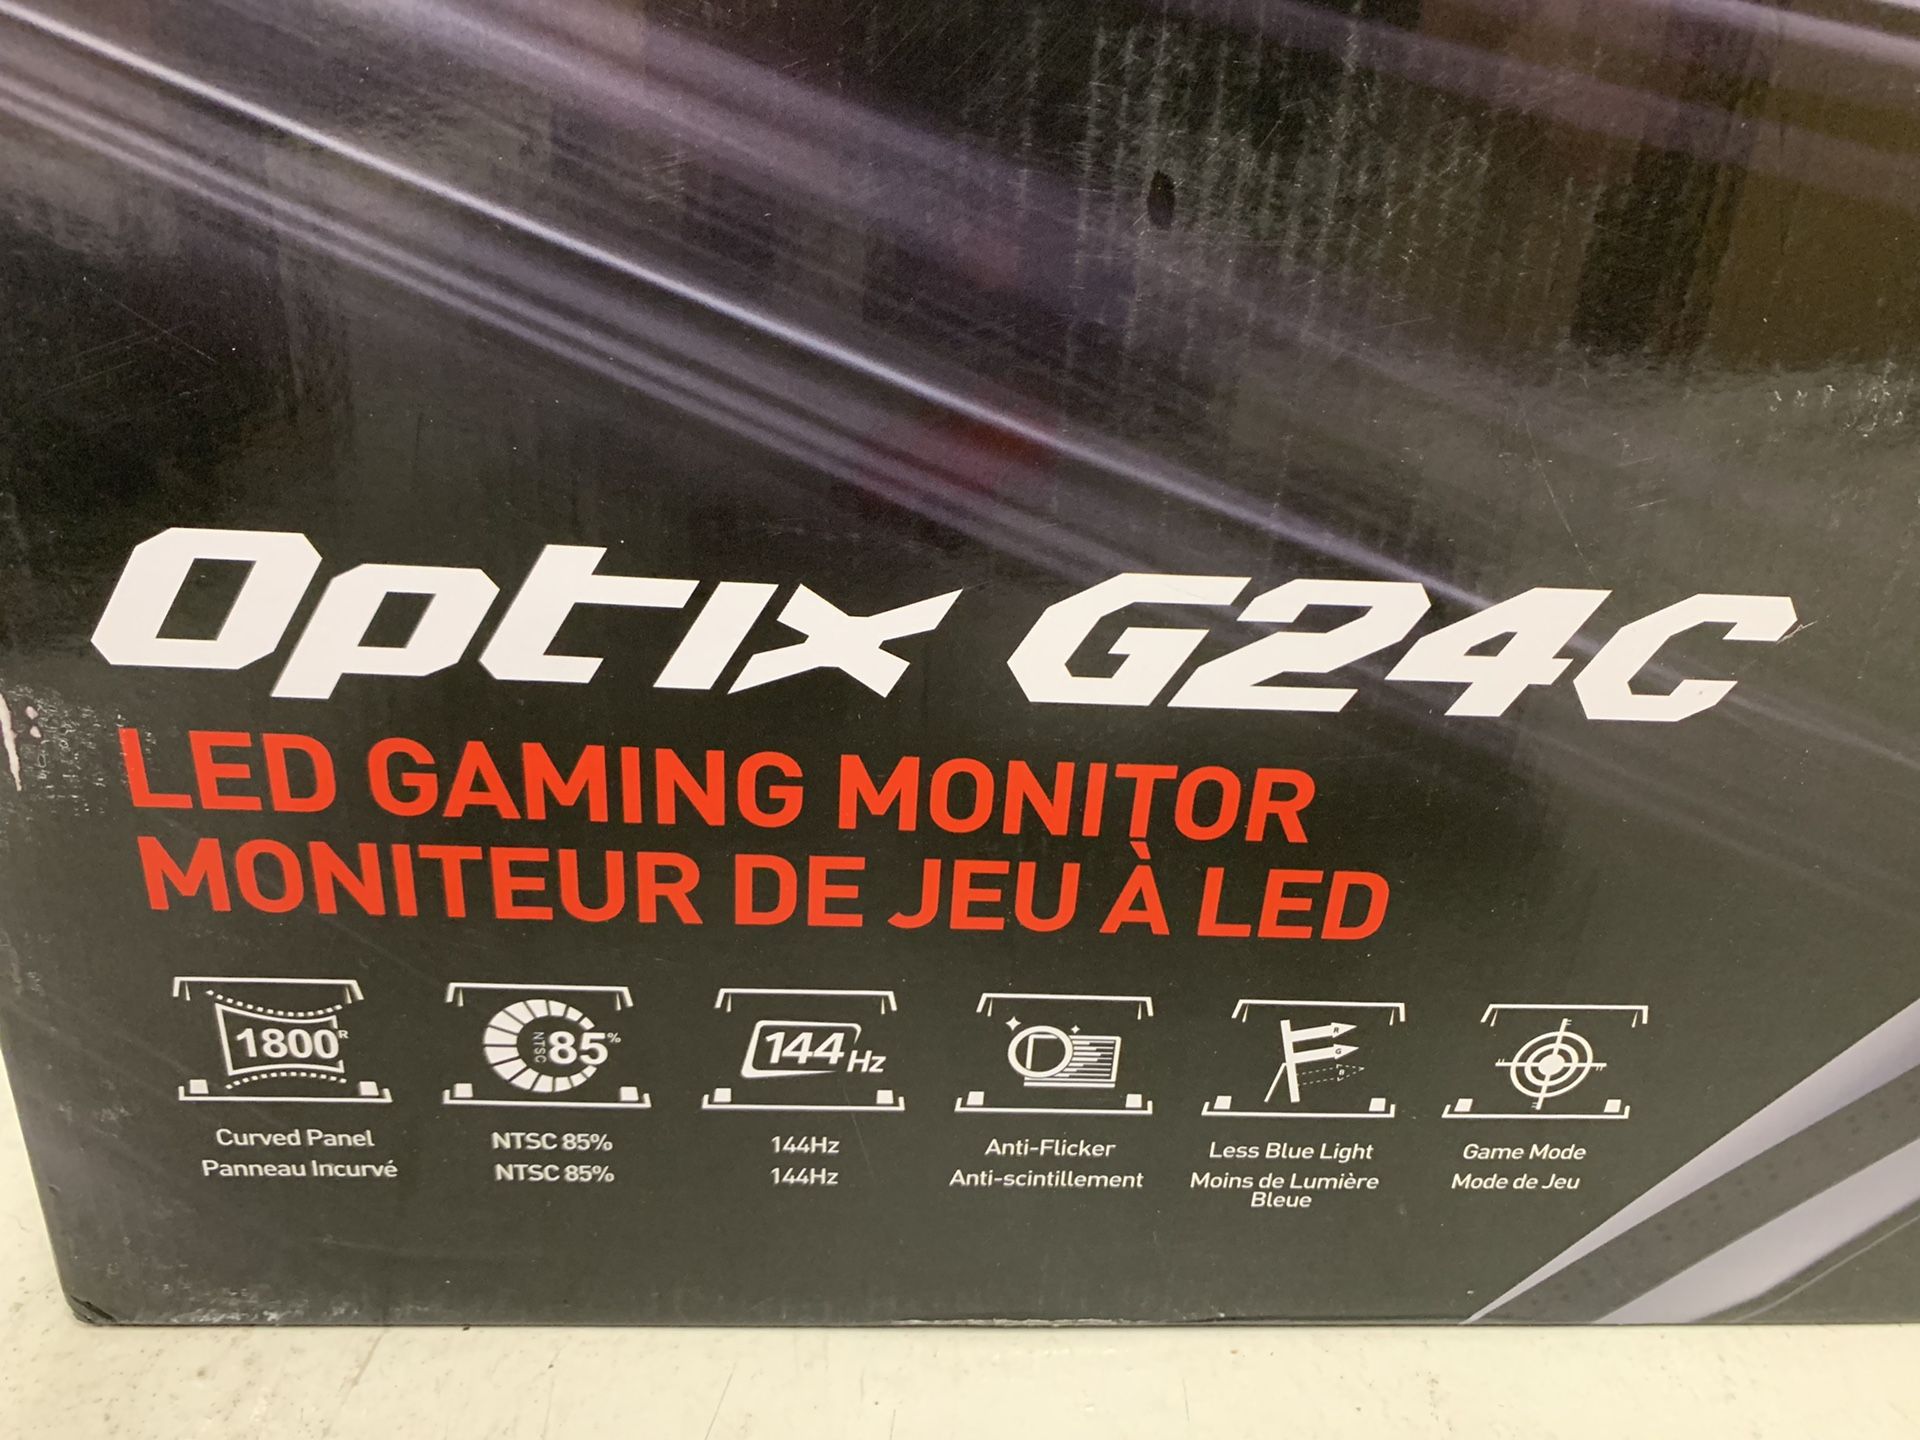 Optix G24C
LED GAMING MONITOR
MONITEUR DE JEU À LED
1800R
NTSC 85%
144Hz
R
G
B
Curved Panel
Panneau Incurvé
NTSC 85%
NTSC 85%
144Hz
144Hz
Anti-Flicker
Anti-scintillement
Less Blue Light
Moins de Lumière
Bleue
Game Mode
Mode de Jeu